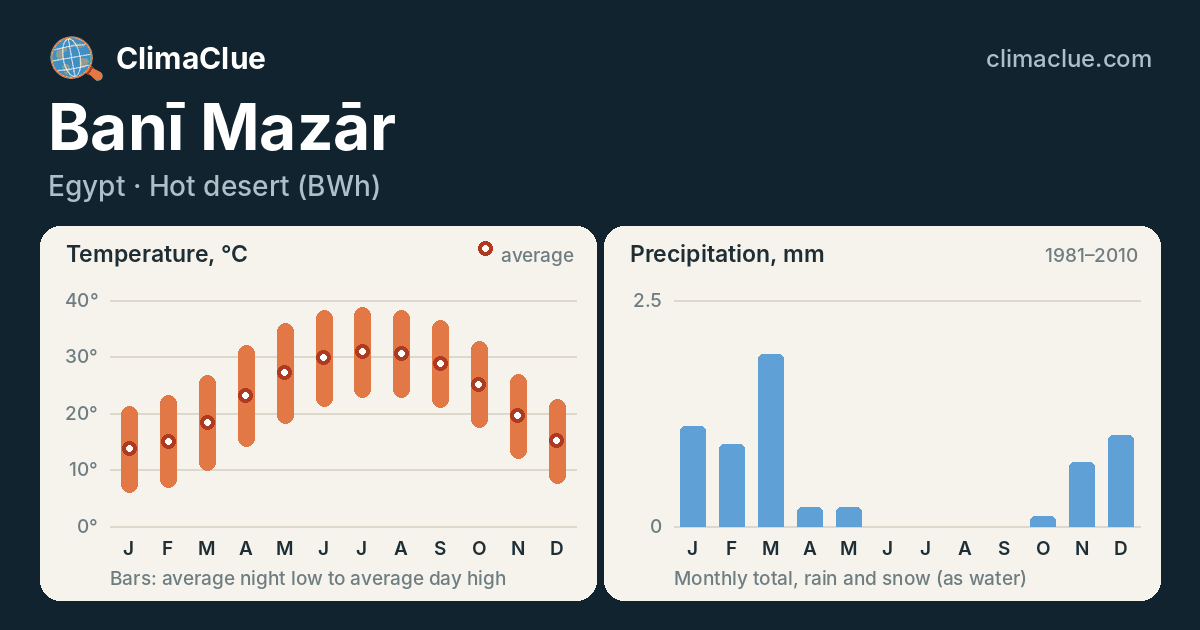 ClimaClue
climaclue.com
Banī Mazār
Egypt · Hot desert (BWh)
Temperature, °C
average
40°
30°
20°
10°
0°
J F M A M J J A S O N D
Bars: average night low to average day high
Precipitation, mm
1981–2010
2.5
0
J F M A M J J A S O N D
Monthly total, rain and snow (as water)